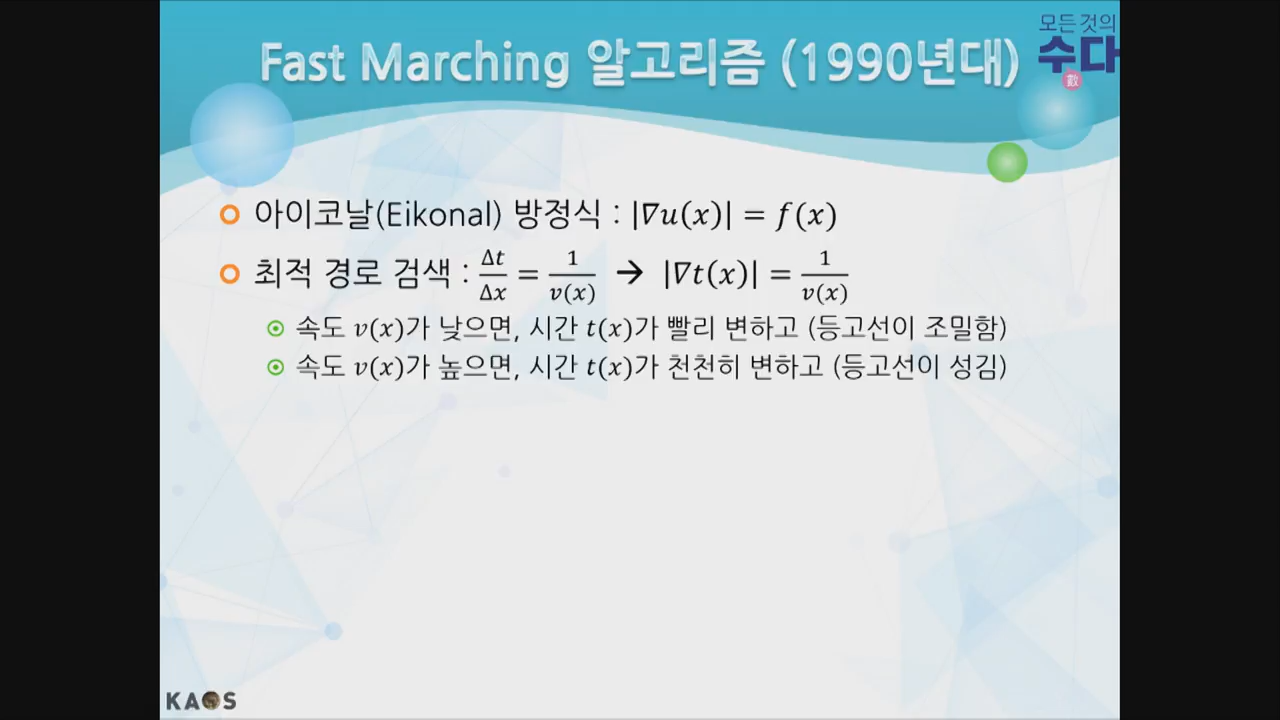 모든 것의
수다
數
Fast Marching 알고리즘 (1990년대)
아이코날(Eikonal) 방정식 : |∇u(x)| = f(x)
최적 경로 검색 : Δt/Δx = 1/v(x) → |∇t(x)| = 1/v(x)
속도 v(x)가 낮으면, 시간 t(x)가 빨리 변하고 (등고선이 조밀함)
속도 v(x)가 높으면, 시간 t(x)가 천천히 변하고 (등고선이 성김)
KAOS